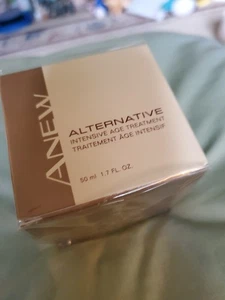 ANEW
ALTERNATIVE
INTENSIVE AGE TREATMENT
TRAITEMENT ÂGE INTENSIF
50 ml 1.7 FL. OZ.